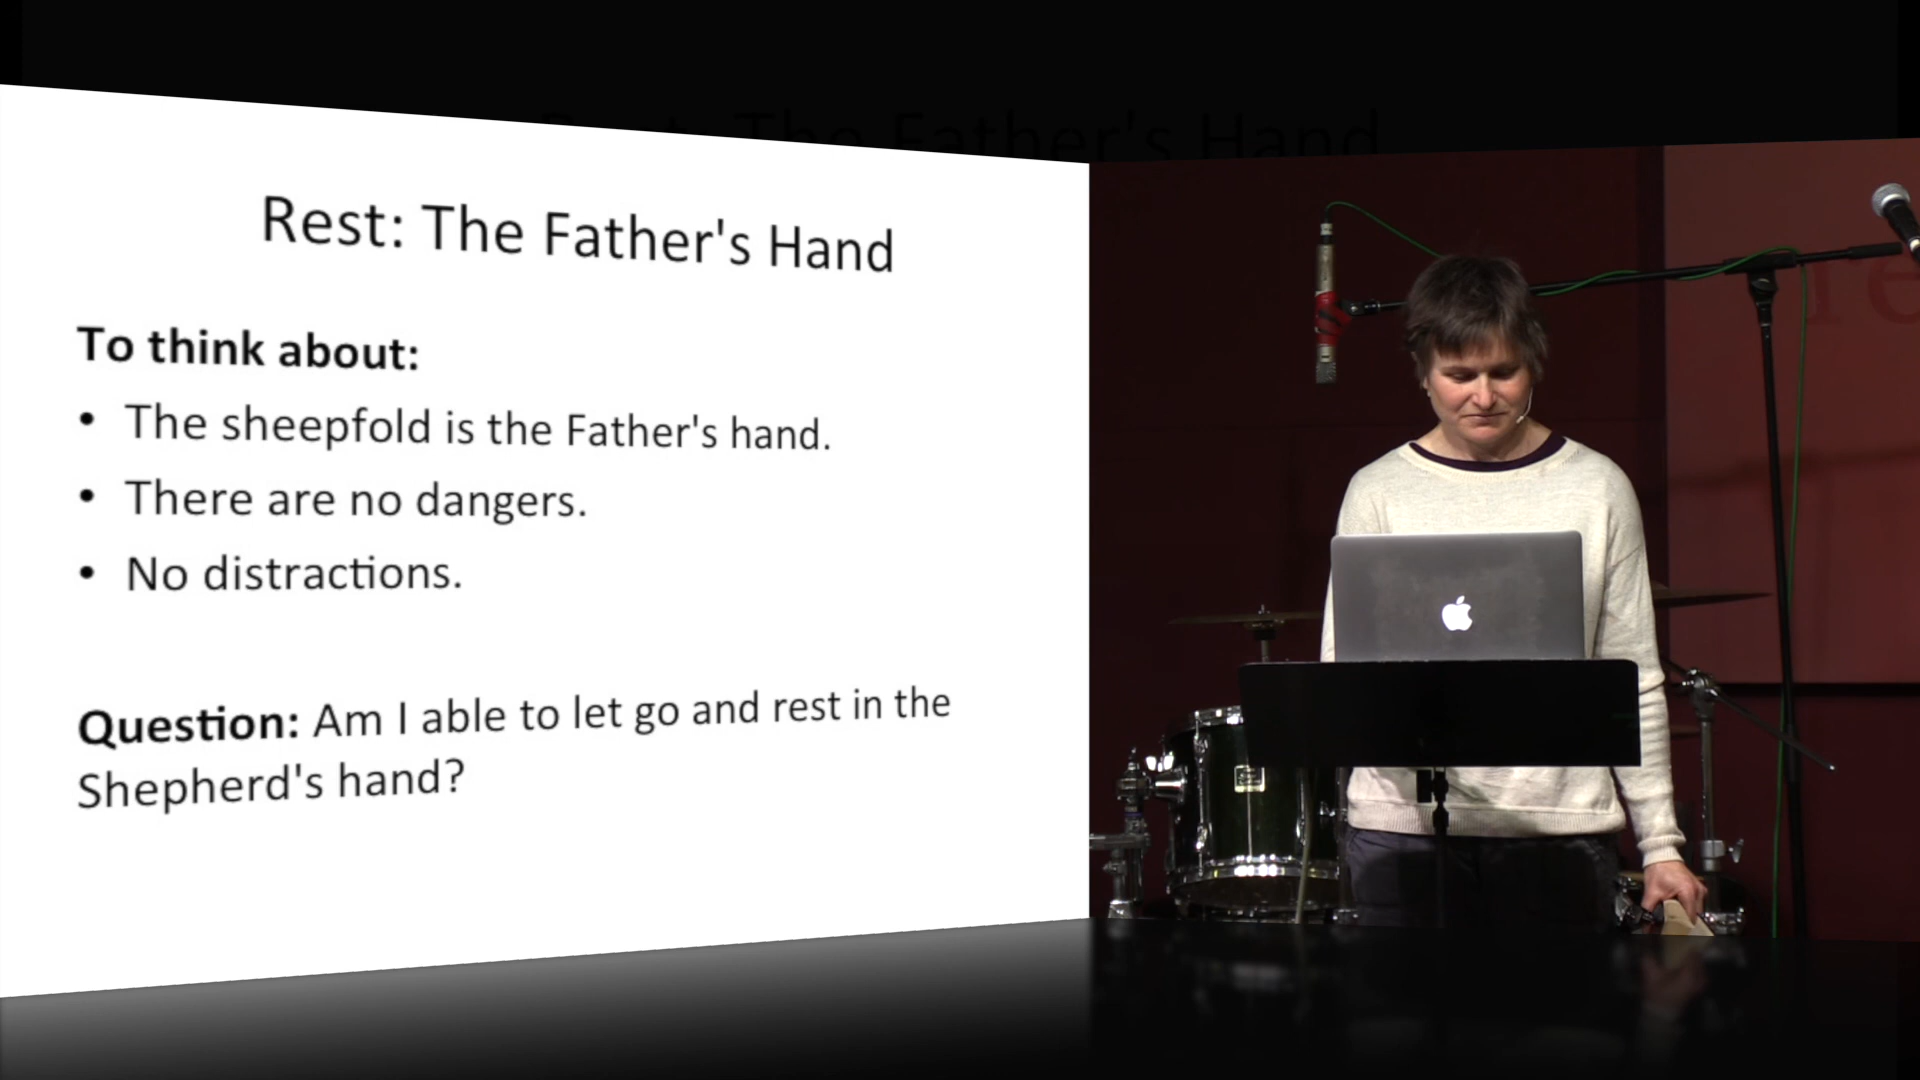 Rest: The Father's Hand
To think about:
• The sheepfold is the Father's hand.
• There are no dangers.
• No distractions.
Question: Am I able to let go and rest in the
Shepherd's hand?